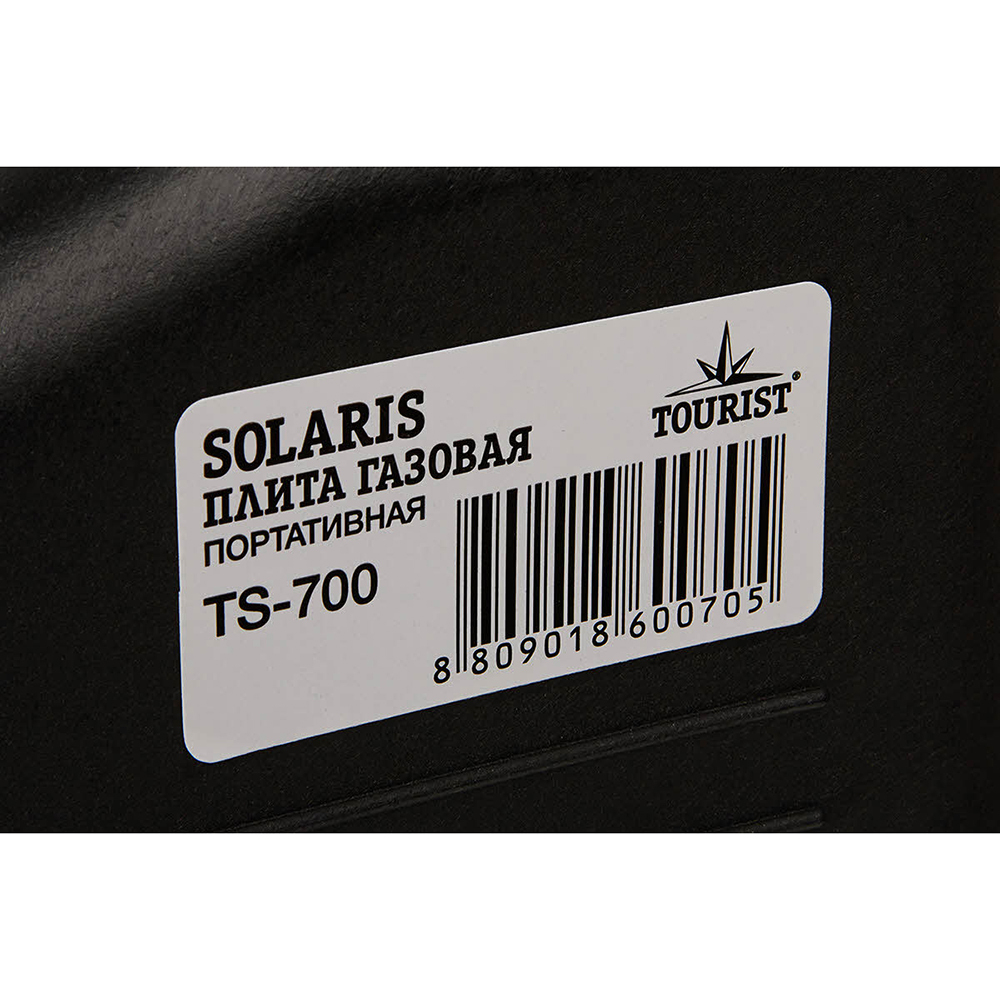 TOURIST®
SOLARIS
ПЛИТА ГАЗОВАЯ
ПОРТАТИВНАЯ
TS-700
8 809018 600705